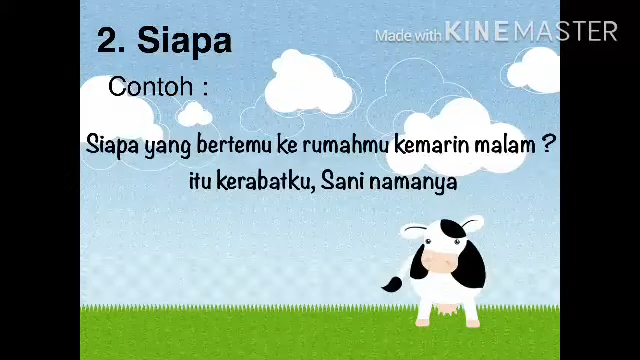 2. Siapa
Made with KINEMASTER
Contoh :
Siapa yang bertemu ke rumahmu kemarin malam ?
itu kerabatku, Sani namanya